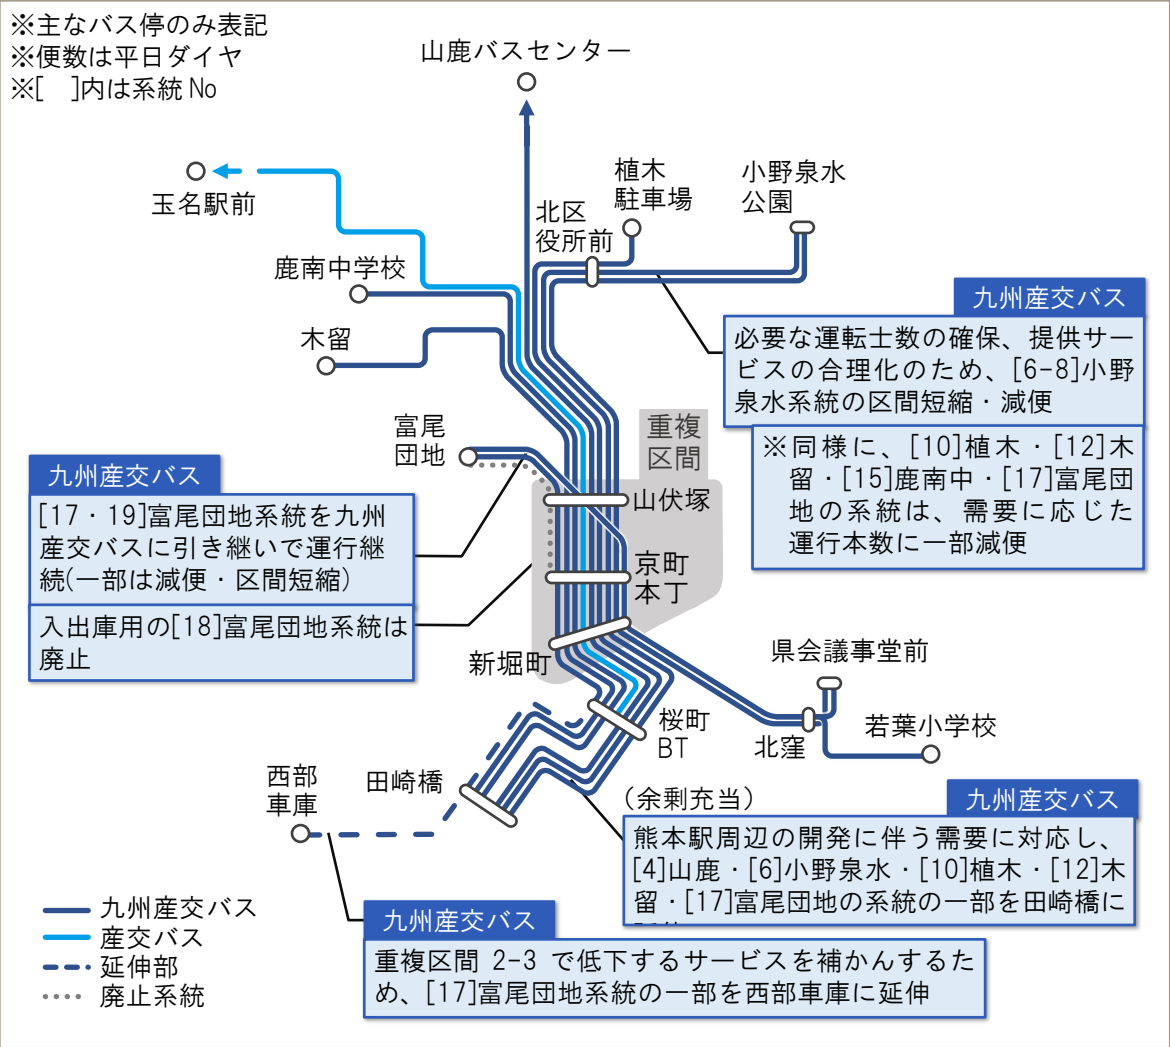 ※主なバス停のみ表記
※便数は平日ダイヤ
※[ ]内は系統 No
山鹿バスセンター
玉名駅前
植木
駐車場
小野泉水
公園
北区
役所前
鹿南中学校
木留
九州産交バス
必要な運転士数の確保、提供サー
ビスの合理化のため、[6-8]小野
泉水系統の区間短縮・減便
※同様に、[10]植木・[12]木
留・[15]鹿南中・[17]富尾団
地の系統は、需要に応じた
運行本数に一部減便
富尾
団地
重複
区間
山伏塚
九州産交バス
[17・19]富尾団地系統を九州
産交バスに引き継いで運行継
続(一部は減便・区間短縮)
入出庫用の[18]富尾団地系統は
廃止
京町
本丁
新堀町
県会議事堂前
桜町
BT
北窪
若葉小学校
西部
車庫
田崎橋
(余剰充当)
九州産交バス
熊本駅周辺の開発に伴う需要に対応し、
[4]山鹿・[6]小野泉水・[10]植木・[12]木
留・[17]富尾団地の系統の一部を田崎橋に
九州産交バス
産交バス
延伸部
廃止系統
九州産交バス
重複区間 2-3 で低下するサービスを補かんするた
め、[17]富尾団地系統の一部を西部車庫に延伸